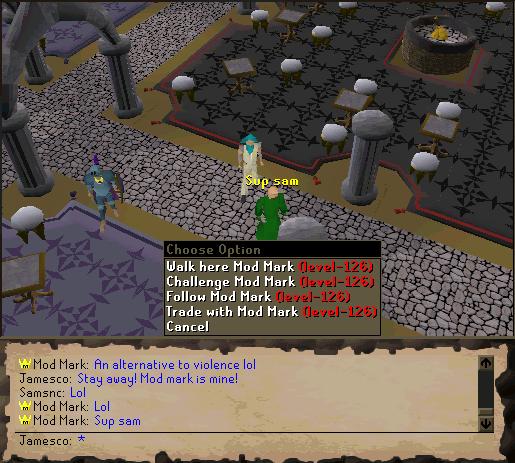 Sup sam
Choose Option
Walk here Mod Mark (level-126)
Challenge Mod Mark (level-126)
Follow Mod Mark (level-126)
Trade with Mod Mark (level-126)
Cancel
Mod Mark: An alternative to violence lol
Jamesco: Stay away! Mod mark is mine!
Samsnc: Lol
Mod Mark: Lol
Mod Mark: Sup sam
Jamesco: *